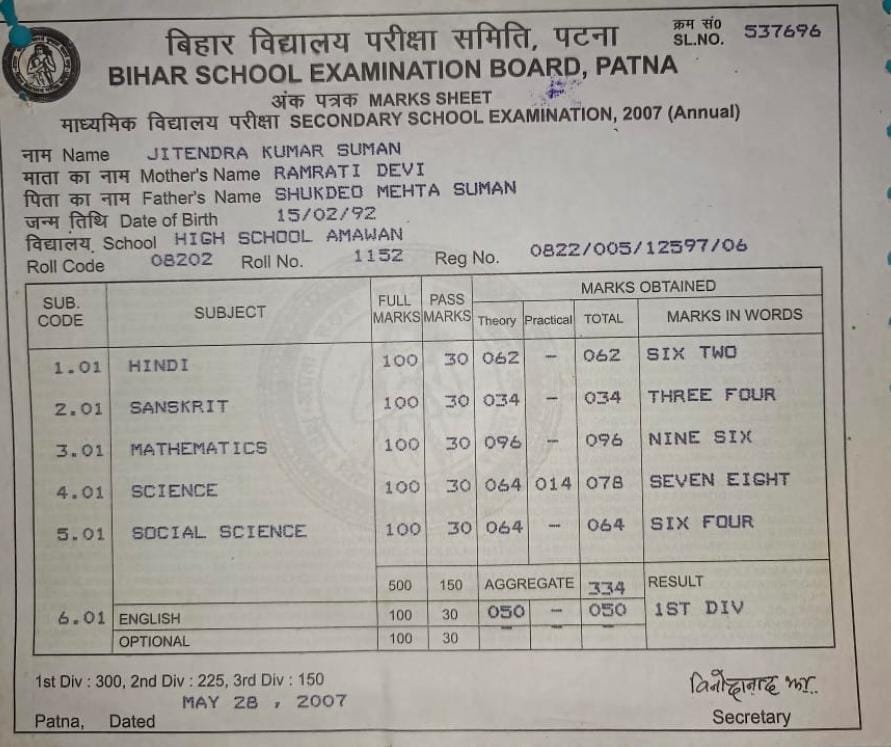 क्रम सं०
SL.NO. 537696
बिहार विद्यालय परीक्षा समिति, पटना
BIHAR SCHOOL EXAMINATION BOARD, PATNA
अंक पत्रक MARKS SHEET
माध्यमिक विद्यालय परीक्षा SECONDARY SCHOOL EXAMINATION, 2007 (Annual)
नाम Name JITENDRA KUMAR SUMAN
माता का नाम Mother's Name RAMRATI DEVI
पिता का नाम Father's Name SHUKDEO MEHTA SUMAN
जन्म तिथि Date of Birth 15/02/92
विद्यालय, School HIGH SCHOOL AMAWAN
Roll Code 08202 Roll No. 1152 Reg No. 0822/005/12597/06
SUB. CODE SUBJECT FULL MARKS PASS MARKS MARKS OBTAINED
Theory Practical TOTAL MARKS IN WORDS
1.01 HINDI 100 30 062 - 062 SIX TWO
2.01 SANSKRIT 100 30 034 - 034 THREE FOUR
3.01 MATHEMATICS 100 30 096 - 096 NINE SIX
4.01 SCIENCE 100 30 064 014 078 SEVEN EIGHT
5.01 SOCIAL SCIENCE 100 30 064 - 064 SIX FOUR
500 150 AGGREGATE 334 RESULT
6.01 ENGLISH 100 30 050 - 050 1ST DIV
OPTIONAL 100 30 - - -
1st Div : 300, 2nd Div : 225, 3rd Div : 150
MAY 28 , 2007
Patna, Dated
विनोदानन्द झा
Secretary